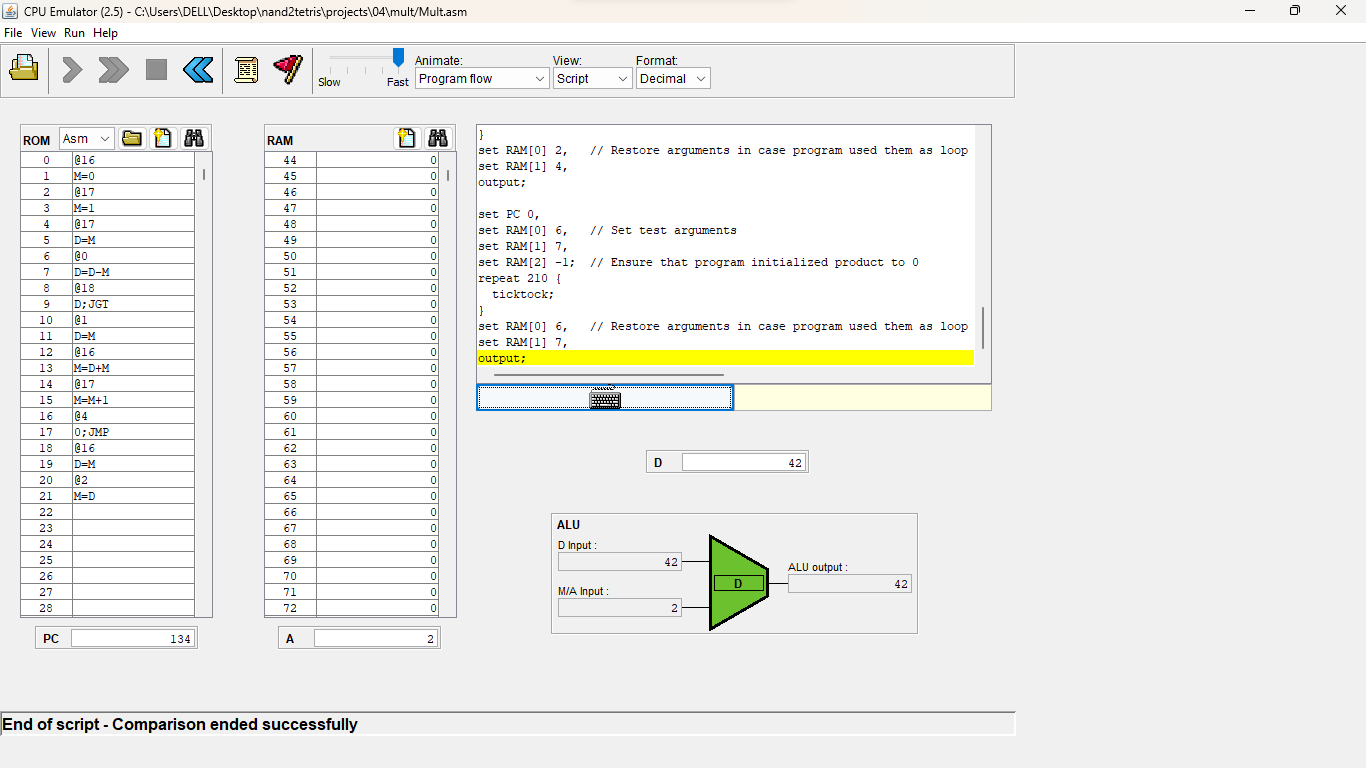 CPU Emulator (2.5) - C:\Users\DELL\Desktop\nand2tetris\projects\04\mult/Mult.asm
File View Run Help
Slow Fast
Animate:
Program flow
View:
Script
Format:
Decimal
ROM Asm
0 @16
1 M=0
2 @17
3 M=1
4 @17
5 D=M
6 @0
7 D=D-M
8 @18
9 D;JGT
10 @1
11 D=M
12 @16
13 M=D+M
14 @17
15 M=M+1
16 @4
17 0;JMP
18 @16
19 D=M
20 @2
21 M=D
22
23
24
25
26
27
28
PC 134
RAM
44 0
45 0
46 0
47 0
48 0
49 0
50 0
51 0
52 0
53 0
54 0
55 0
56 0
57 0
58 0
59 0
60 0
61 0
62 0
63 0
64 0
65 0
66 0
67 0
68 0
69 0
70 0
71 0
72 0
A 2
}
set RAM[0] 2, // Restore arguments in case program used them as loop
set RAM[1] 4,
output;
set PC 0,
set RAM[0] 6, // Set test arguments
set RAM[1] 7,
set RAM[2] -1; // Ensure that program initialized product to 0
repeat 210 {
ticktock;
}
set RAM[0] 6, // Restore arguments in case program used them as loop
set RAM[1] 7,
output;
D 42
ALU
D Input :
42
M/A Input :
2
D
ALU output :
42
End of script - Comparison ended successfully